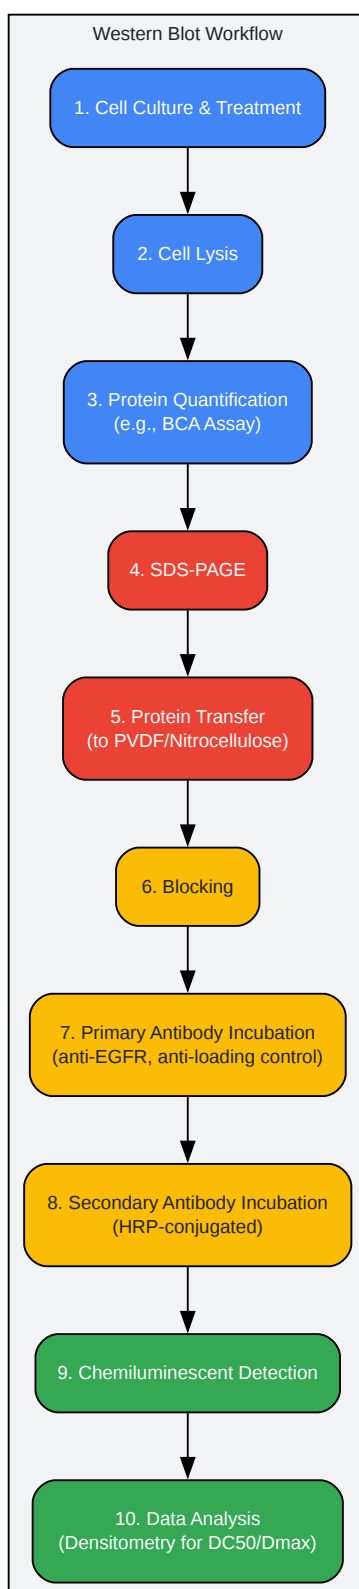 Western Blot Workflow
1. Cell Culture & Treatment
2. Cell Lysis
3. Protein Quantification
(e.g., BCA Assay)
4. SDS-PAGE
5. Protein Transfer
(to PVDF/Nitrocellulose)
6. Blocking
7. Primary Antibody Incubation
(anti-EGFR, anti-loading control)
8. Secondary Antibody Incubation
(HRP-conjugated)
9. Chemiluminescent Detection
10. Data Analysis
(Densitometry for DC50/Dmax)